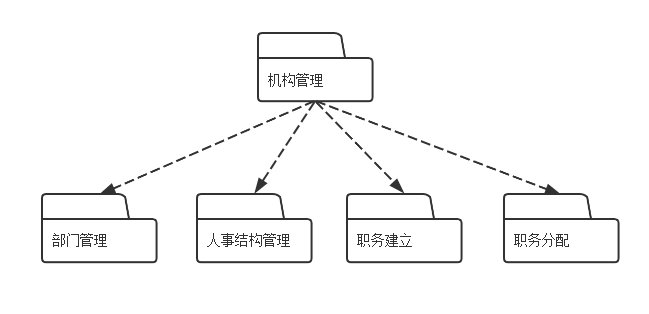 机构管理
部门管理
人事结构管理
职务建立
职务分配